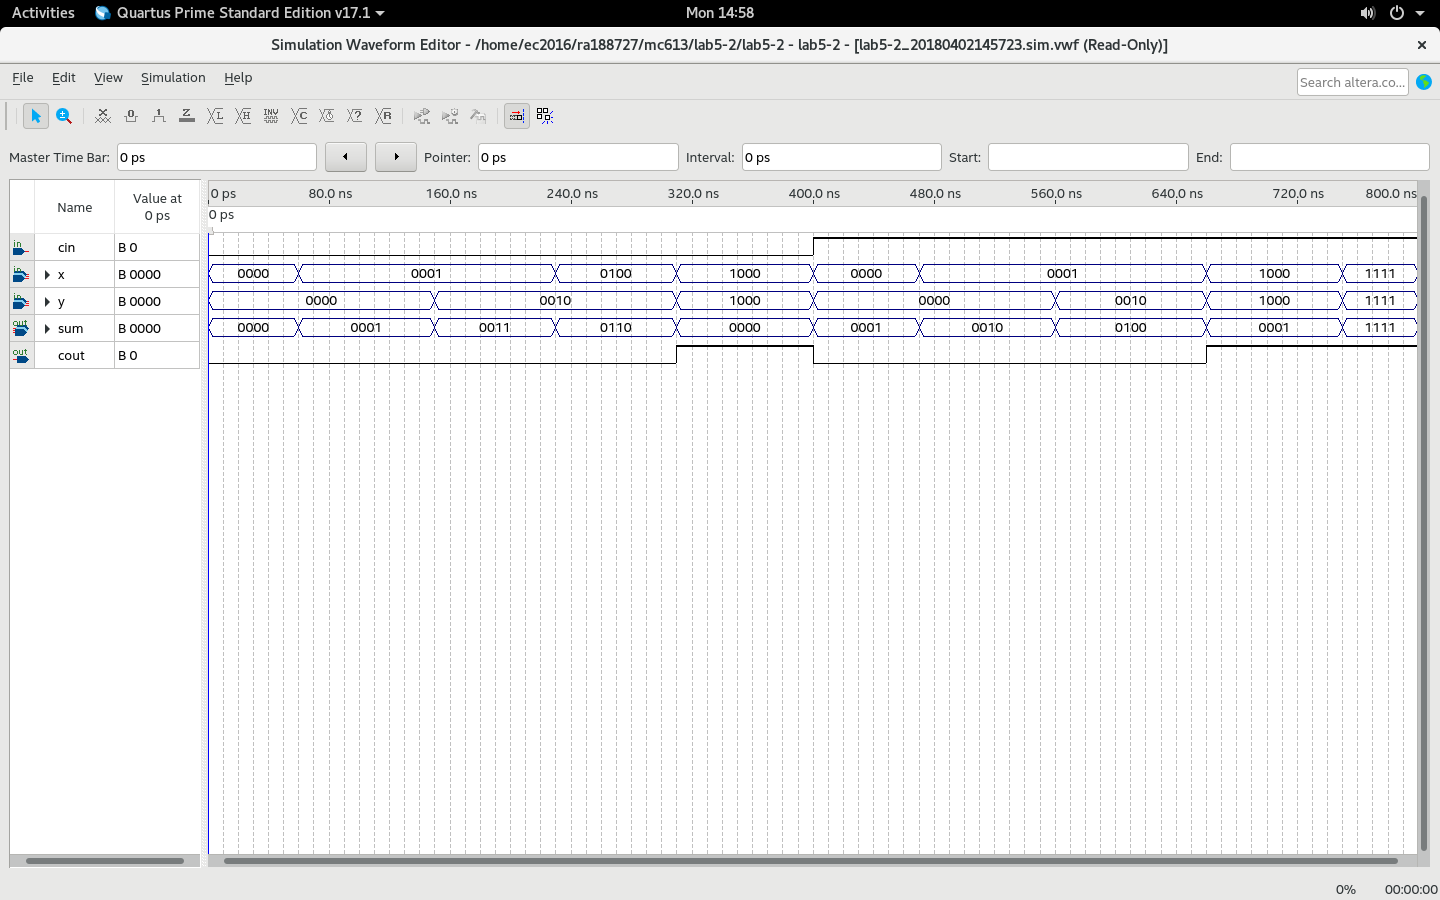 Activities Quartus Prime Standard Edition v17.1 Mon 14:58
Simulation Waveform Editor - /home/ec2016/ra188727/mc613/lab5-2/lab5-2 - lab5-2 - [lab5-2_20180402145723.sim.vwf (Read-Only)]
File Edit View Simulation Help Search altera.co...
Master Time Bar: 0 ps Pointer: 0 ps Interval: 0 ps Start: End:
Name Value at 0 ps
0 ps 80.0 ns 160.0 ns 240.0 ns 320.0 ns 400.0 ns 480.0 ns 560.0 ns 640.0 ns 720.0 ns 800.0 ns
0 ps
in cin B 0
in x B 0000 0000 0001 0100 1000 0000 0001 1000 1111
in y B 0000 0000 0010 1000 0000 0010 1000 1111
out sum B 0000 0000 0001 0011 0110 0000 0001 0010 0100 0001 1111
out cout B 0
0% 00:00:00